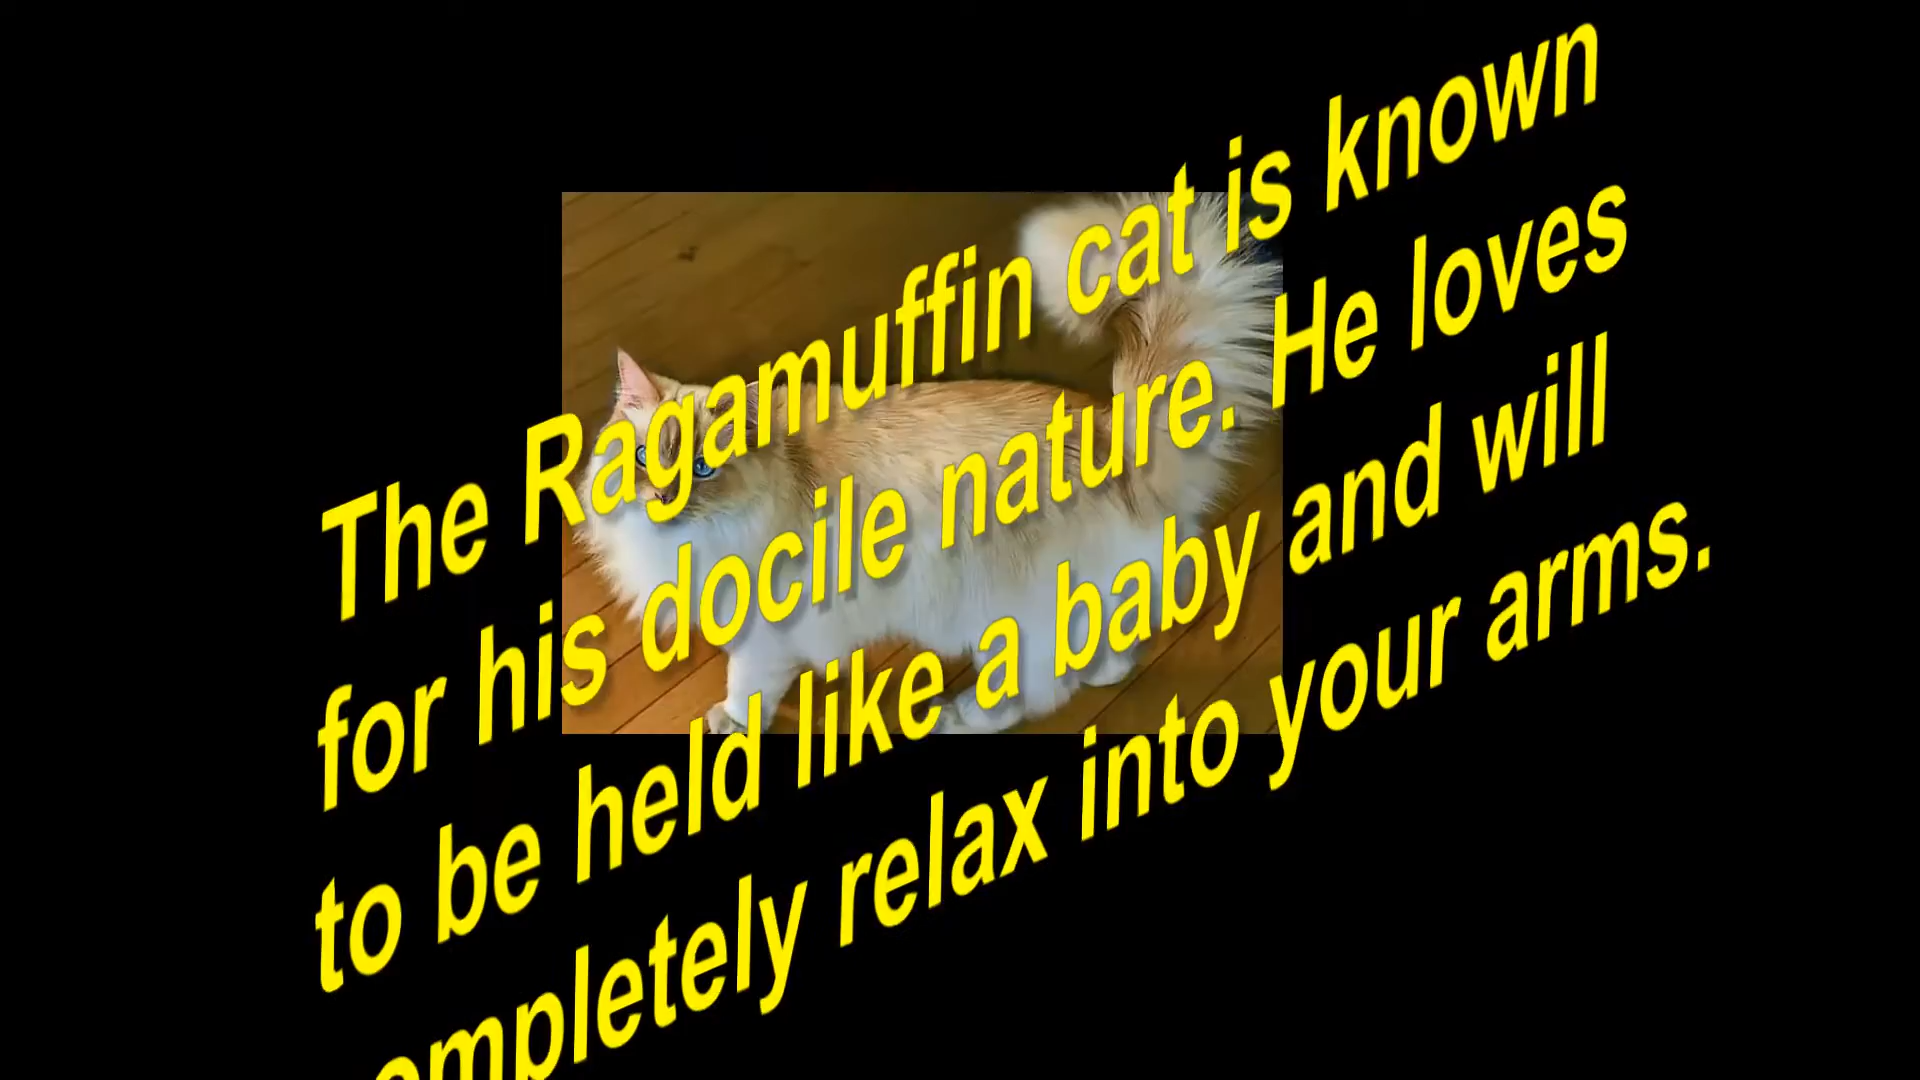 The Ragamuffin cat is known
for his docile nature. He loves
to be held like a baby and will
ompletely relax into your arms.